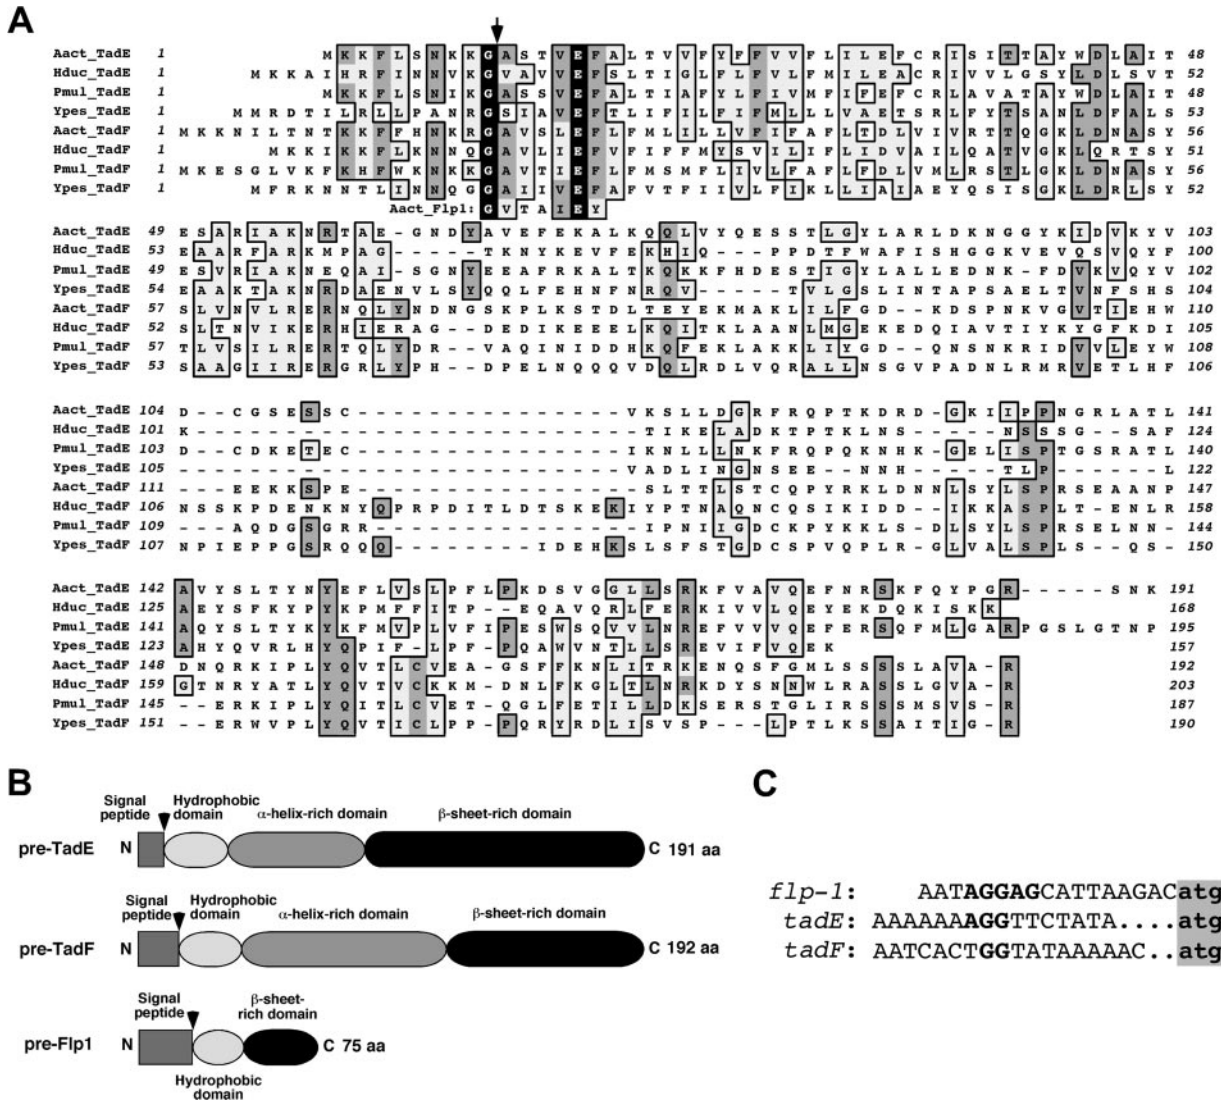 A
Aact_TadE 1 M K K F L S N K K G A S T V E F A L T V V F Y F F V V F L I L E F C R I S I T T A Y W D L A I T 48
Hduc_TadE 1 M K K A I H R F I N N V K G V A V V E F S L T I G L F L F V L F M I L E A C R I V V L G S Y L D L S V T 52
Pmul_TadE 1 M K K F L S N I K G A S S V E F A L T I A F Y L F V V M F I F E F C R L A V A T A Y W D L A I T 48
Ypes_TadE 1 M M R D T I L R L L P A N R G S I A V E F T L I F I L F I F M L L L V A E T S R L F Y T S A N L D F A L S 53
Aact_TadF 1 M K K N I L T N T K K F F H N K R G A V S L E F L F M L I L L V F I F A F L T D L V I V R T T Q G K L D N A S Y 56
Hduc_TadF 1 M K K I K K F L K N N Q G A V L I E F V F I F F M Y S V I L I F L I D V A I L Q A T V G K L Q R T S Y 51
Pmul_TadF 1 M K E S G L V K F K H F W K N K K G A V T I E F L F M S M F L I V L F A F L F D L V M L R S T L G K L D N A S Y 56
Ypes_TadF 1 M F R K N N T L I N N Q G G A I I V E F A F V T F I I V L F I K L L I A I A E Y Q S I S G K L D R L S Y 52
Aact_Flp1: G V T A I E Y
Aact_TadE 49 E S A R I A K N R T A E - G N D Y A V E F E K A L K Q Q L V Y Q E S S T L G Y L A R L D K N G G Y K I D V K Y V 103
Hduc_TadE 53 E A A R F A R K M P A G - - - - S N Y K E V F E K H I Q - - P P D T F W A F I S H G G K V E V Q S V T F N Y S 100
Pmul_TadE 49 E S V R I A K N E Q A I - S G N Y E E A F R K A L T K Q K K F H D E S T I G Y L A L L E D N K - F D V K V Q Y V 102
Ypes_TadE 54 E A A K T A K N R D A E N V L S Y Q Q L F E H N F N R Q V - - - - - T V L G S L I N T A P S A E L T V N F S H S 104
Aact_TadF 57 S L V N V L R E R N Q L Y N D N G S K P L K S T D L T E Y E K M A K L I L F G D - - K D S P N K V G V T I E H W 110
Hduc_TadF 52 S L T N V I K E R H I E R A G - - D E D I K E E E L K Q I T K L A A N L M G E K E D Q I A V T I Y K Y G F K D I 105
Pmul_TadF 57 T L V S I L R E R T Q L Y D R - - V A Q I N I D D H K Q F E K L A K K L I Y G D - - Q N S N K R I D V V L E Y W 108
Ypes_TadF 53 S A A G I I R E R G R L Y P H - - D P E L N S Q Q Q V D Q L R D L V Q R A L L N S G V P A D N L R M R V E T L H F 106
Aact_TadE 104 D - - C G S E S S C - - - - - - - - - - - - - - - V K S L L D G R F R Q P T K D R D - G K I I P P N G R L A T L 141
Hduc_TadE 101 K - - - - - - - - - - - - - - - - - - - - - - - - T I K E L A D K T P T K L N S - - - - N S S S G - - S A F 124
Pmul_TadE 103 D - - C D K E T E C - - - - - - - - - - - - - - - I K N L L L N K F Q R D N H K - G E L I S P T G S R A T L 140
Ypes_TadE 105 - - - - - - - - - - - - - - - - - - - - - - - - - V A D L I N G N S E E - - N N H - - - - T L P - - - - - - - 122
Aact_TadF 111 - - - E E K K S P E - - - - - - - - - - - - - - - - S L T T L S T C Q P Y R K L D N N L S Y L S P R S E A A N P 147
Hduc_TadF 106 N S S K P D E N K N Y Q P R P D I T L D T S K E K I Y P T N A Q N C Q S I K I D D - I K K A S P L T - E N L R 158
Pmul_TadF 109 - - - A Q D G S G R R - - - - - - - - - - - - - - - I P N I I G D C K P Y K K L S - D L S Y L S P R S E L N N - 144
Ypes_TadF 107 N P I E P P G S R Q Q Q - - - - - - - - I D E H K S L S F S T G D C S P V Q P L R - G L V A L S P L S - - Q S - 150
Aact_TadE 142 A V Y S L T Y N Y E F L V S L P F L P K D S V G G L L S R K F V A V Q E F N R S K F Q Y P G R - - - - - S N K 191
Hduc_TadE 125 A E Y S F K Y P K M F F I T P - - E Q A V Q R L F E R K I V L Q E Y E K D Q K I S K K 168
Pmul_TadE 141 A Q Y S L T Y K Y K F M V P L V F I P E S W S Q V V L N R E F V V V Q E F E R S Q F M L G A R P G S L G T N P 195
Ypes_TadE 123 A H Y Q V R L H Y Q P I F - L P F - P Q A W V N T L L S R E V I F V Q E K 157
Aact_TadF 148 D N Q R K I P L Y Q V T L C V E A - G S F F K N L I T R K E N Q S F G M L S S S S L A V A - R 192
Hduc_TadF 159 G T N R Y A T L Y Q V T V C K K M - D N L F K G L T L N R K D Y S N N W L R A S S L G V A - R 203
Pmul_TadF 145 - - E R K I P L Y Q I T L C V E T - Q G L F E T I L D K S E R S T G L I R S S S M S V G - R 187
Ypes_TadF 151 - - E R W V P L Y Q V T I C L P P - P Q R Y R D L I S V S P - - L P T L K S S A I T I G - R 190
B
Signal peptide Hydrophobic domain α-helix-rich domain β-sheet-rich domain
pre-TadE N C 191 aa
Signal peptide Hydrophobic domain α-helix-rich domain β-sheet-rich domain
pre-TadF N C 192 aa
Signal peptide β-sheet-rich domain
pre-Flp1 N C 75 aa
Hydrophobic domain
C
flp-1: AATAGGAGCATTAAGACatg
tadE: AAAAAAAGGTTCTATA....atg
tadF: AATCACTGGTATAAAAAC..atg